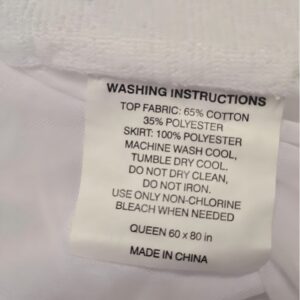 WASHING INSTRUCTIONS
TOP FABRIC: 65% COTTON
35% POLYESTER
SKIRT: 100% POLYESTER
MACHINE WASH COOL,
TUMBLE DRY COOL,
DO NOT DRY CLEAN,
DO NOT IRON.
USE ONLY NON-CHLORINE
BLEACH WHEN NEEDED
QUEEN 60 x 80 in
MADE IN CHINA